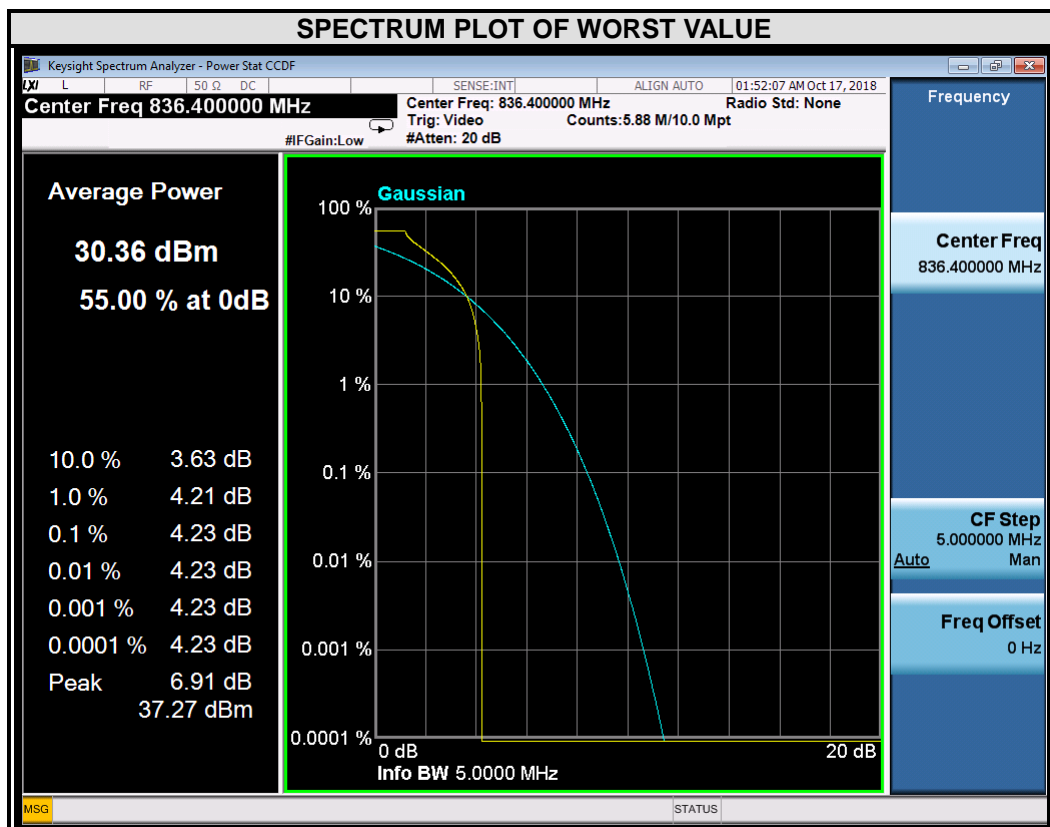 SPECTRUM PLOT OF WORST VALUE
Keysight Spectrum Analyzer - Power Stat CCDF
LXI L RF 50 Ω DC SENSE:INT ALIGN AUTO 01:52:07 AM Oct 17, 2018
Center Freq 836.400000 MHz
Center Freq: 836.400000 MHz Radio Std: None
Trig: Video Counts:5.88 M/10.0 Mpt
#IFGain:Low #Atten: 20 dB
Average Power
30.36 dBm
55.00 % at 0dB
10.0 % 3.63 dB
1.0 % 4.21 dB
0.1 % 4.23 dB
0.01 % 4.23 dB
0.001 % 4.23 dB
0.0001 % 4.23 dB
Peak 6.91 dB
37.27 dBm
Gaussian
100 %
10 %
1 %
0.1 %
0.01 %
0.001 %
0.0001 %
0 dB 20 dB
Info BW 5.0000 MHz
Frequency
Center Freq
836.400000 MHz
CF Step
5.000000 MHz
Auto Man
Freq Offset
0 Hz
MSG STATUS